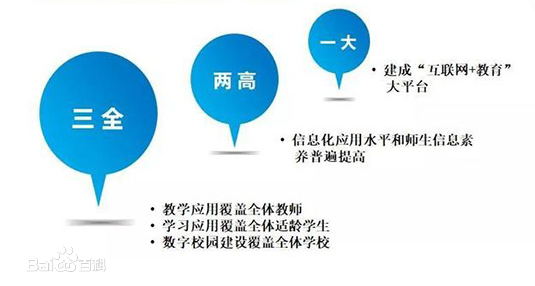 三全
• 教学应用覆盖全体教师
• 学习应用覆盖全体适龄学生
• 数字校园建设覆盖全体学校
两高
• 信息化应用水平和师生信息素
养普遍提高
一大
• 建成“互联网+教育”
大平台
Bai百科